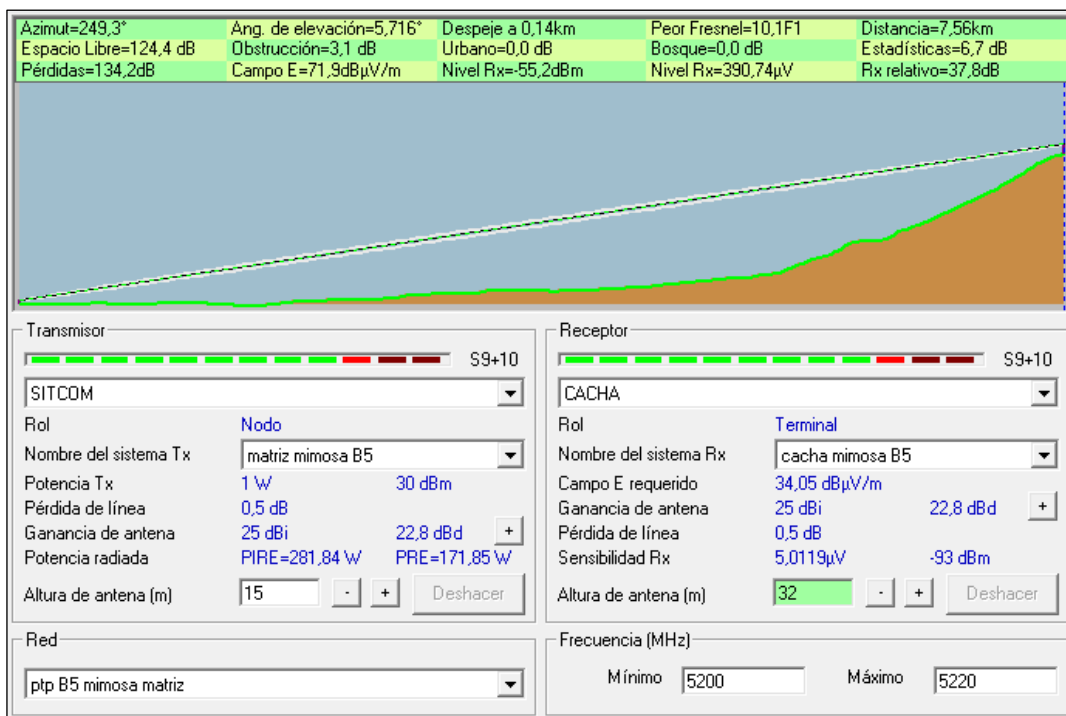 Azimut=249,3° Ang. de elevación=5,716° Despeje a 0,14km Peor Fresnel=10,1F1 Distancia=7,56km
Espacio Libre=124,4 dB Obstrucción=3,1 dB Urbano=0,0 dB Bosque=0,0 dB Estadísticas=6,7 dB
Pérdidas=134,2dB Campo E=71,9dBμV/m Nivel Rx=-55,2dBm Nivel Rx=390,74μV Rx relativo=37,8dB
Transmisor
S9+10
SITCOM
Rol Nodo
Nombre del sistema Tx matriz mimosa B5
Potencia Tx 1 W 30 dBm
Pérdida de línea 0,5 dB
Ganancia de antena 25 dBi 22,8 dBd +
Potencia radiada PIRE=281,84 W PRE=171,85 W
Altura de antena (m) 15 - + Deshacer
Receptor
S9+10
CACHA
Rol Terminal
Nombre del sistema Rx cacha mimosa B5
Campo E requerido 34,05 dBμV/m
Ganancia de antena 25 dBi 22,8 dBd +
Pérdida de línea 0,5 dB
Sensibilidad Rx 5,0119μV -93 dBm
Altura de antena (m) 32 - + Deshacer
Red
ptp B5 mimosa matriz
Frecuencia (MHz)
Mínimo 5200 Máximo 5220